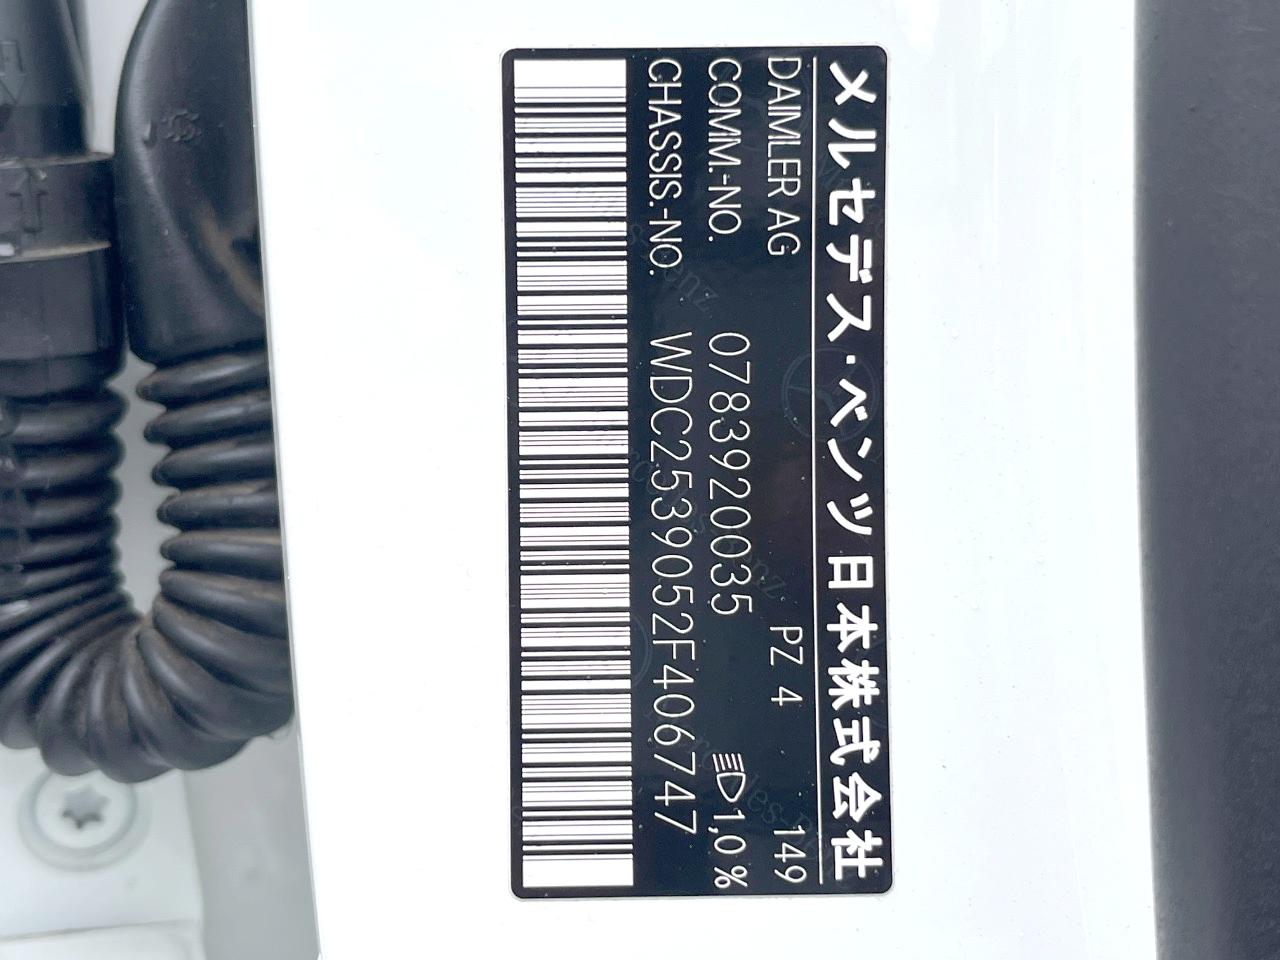 メルセデス・ベンツ日本株式会社
DAIMLER AG PZ 4 149
COMM.-NO. 0783920035 1,0 %
CHASSIS.-NO. WDC2539052F406747